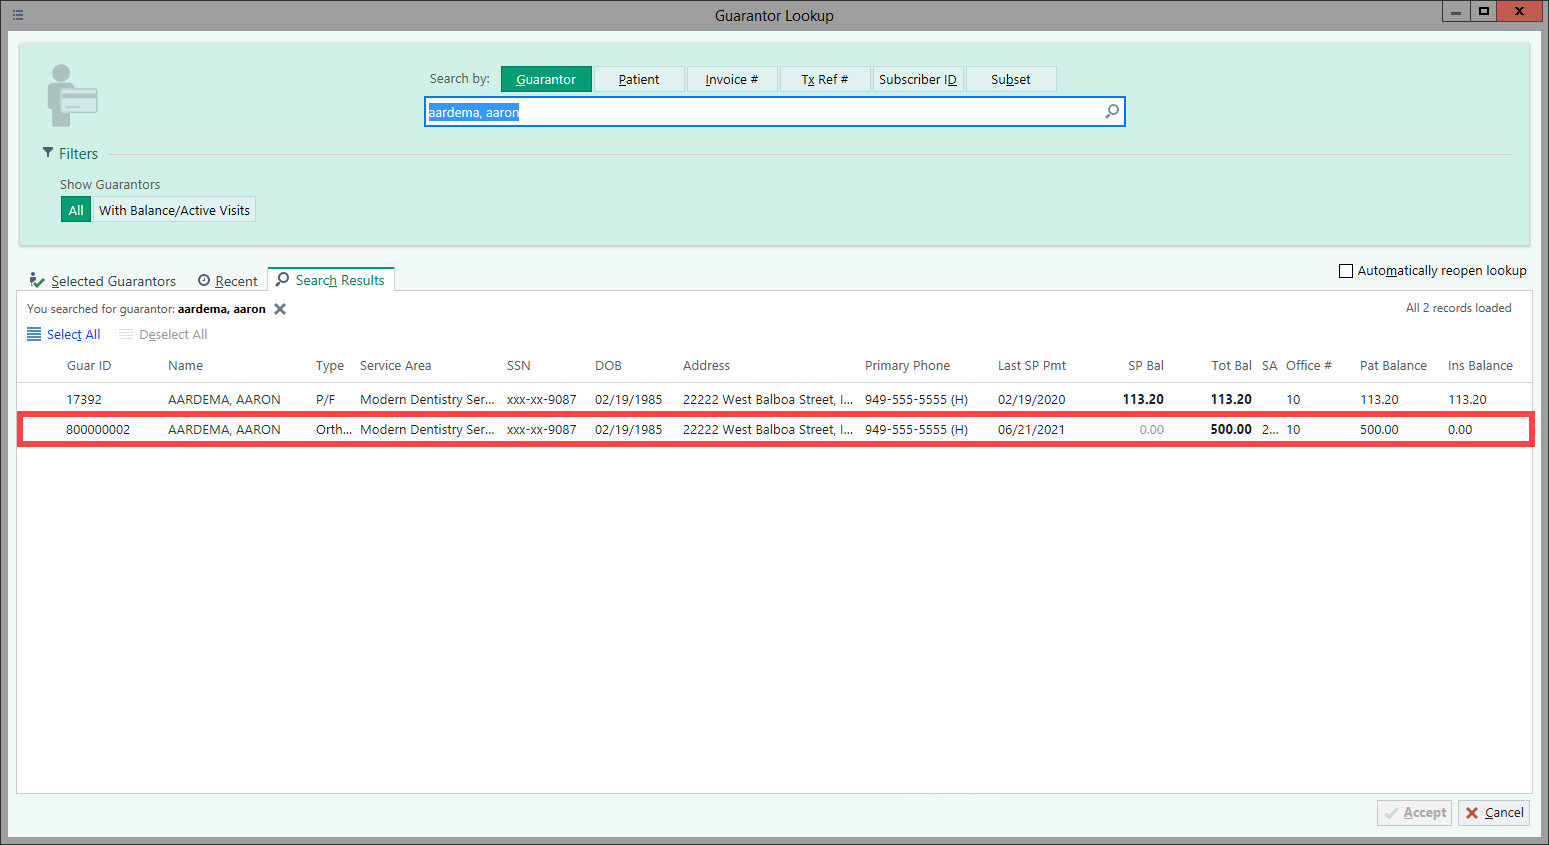 Guarantor Lookup
Search by: Guarantor Patient Invoice # Tx Ref # Subscriber ID Subset
aardema, aaron
Filters
Show Guarantors
All With Balance/Active Visits
Selected Guarantors Recent Search Results Automatically reopen lookup
You searched for guarantor: aardema, aaron All 2 records loaded
Select All Deselect All
Guar ID Name Type Service Area SSN DOB Address Primary Phone Last SP Pmt SP Bal Tot Bal SA Office # Pat Balance Ins Balance
17392 AARDEMA, AARON P/F Modern Dentistry Ser... xxx-xx-9087 02/19/1985 22222 West Balboa Street, I... 949-555-5555 (H) 02/19/2020 113.20 113.20 10 113.20 113.20
800000002 AARDEMA, AARON Orth... Modern Dentistry Ser... xxx-xx-9087 02/19/1985 22222 West Balboa Street, I... 949-555-5555 (H) 06/21/2021 0.00 500.00 2... 10 500.00 0.00
Accept Cancel